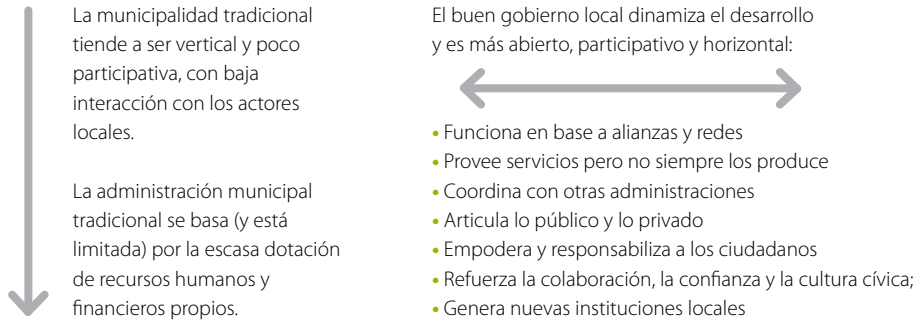 La municipalidad tradicional
tiende a ser vertical y poco
participativa, con baja
interacción con los actores
locales.
La administración municipal
tradicional se basa (y está
limitada) por la escasa dotación
de recursos humanos y
financieros propios.
El buen gobierno local dinamiza el desarrollo
y es más abierto, participativo y horizontal:
• Funciona en base a alianzas y redes
• Provee servicios pero no siempre los produce
• Coordina con otras administraciones
• Articula lo público y lo privado
• Empodera y responsabiliza a los ciudadanos
• Refuerza la colaboración, la confianza y la cultura cívica;
• Genera nuevas instituciones locales